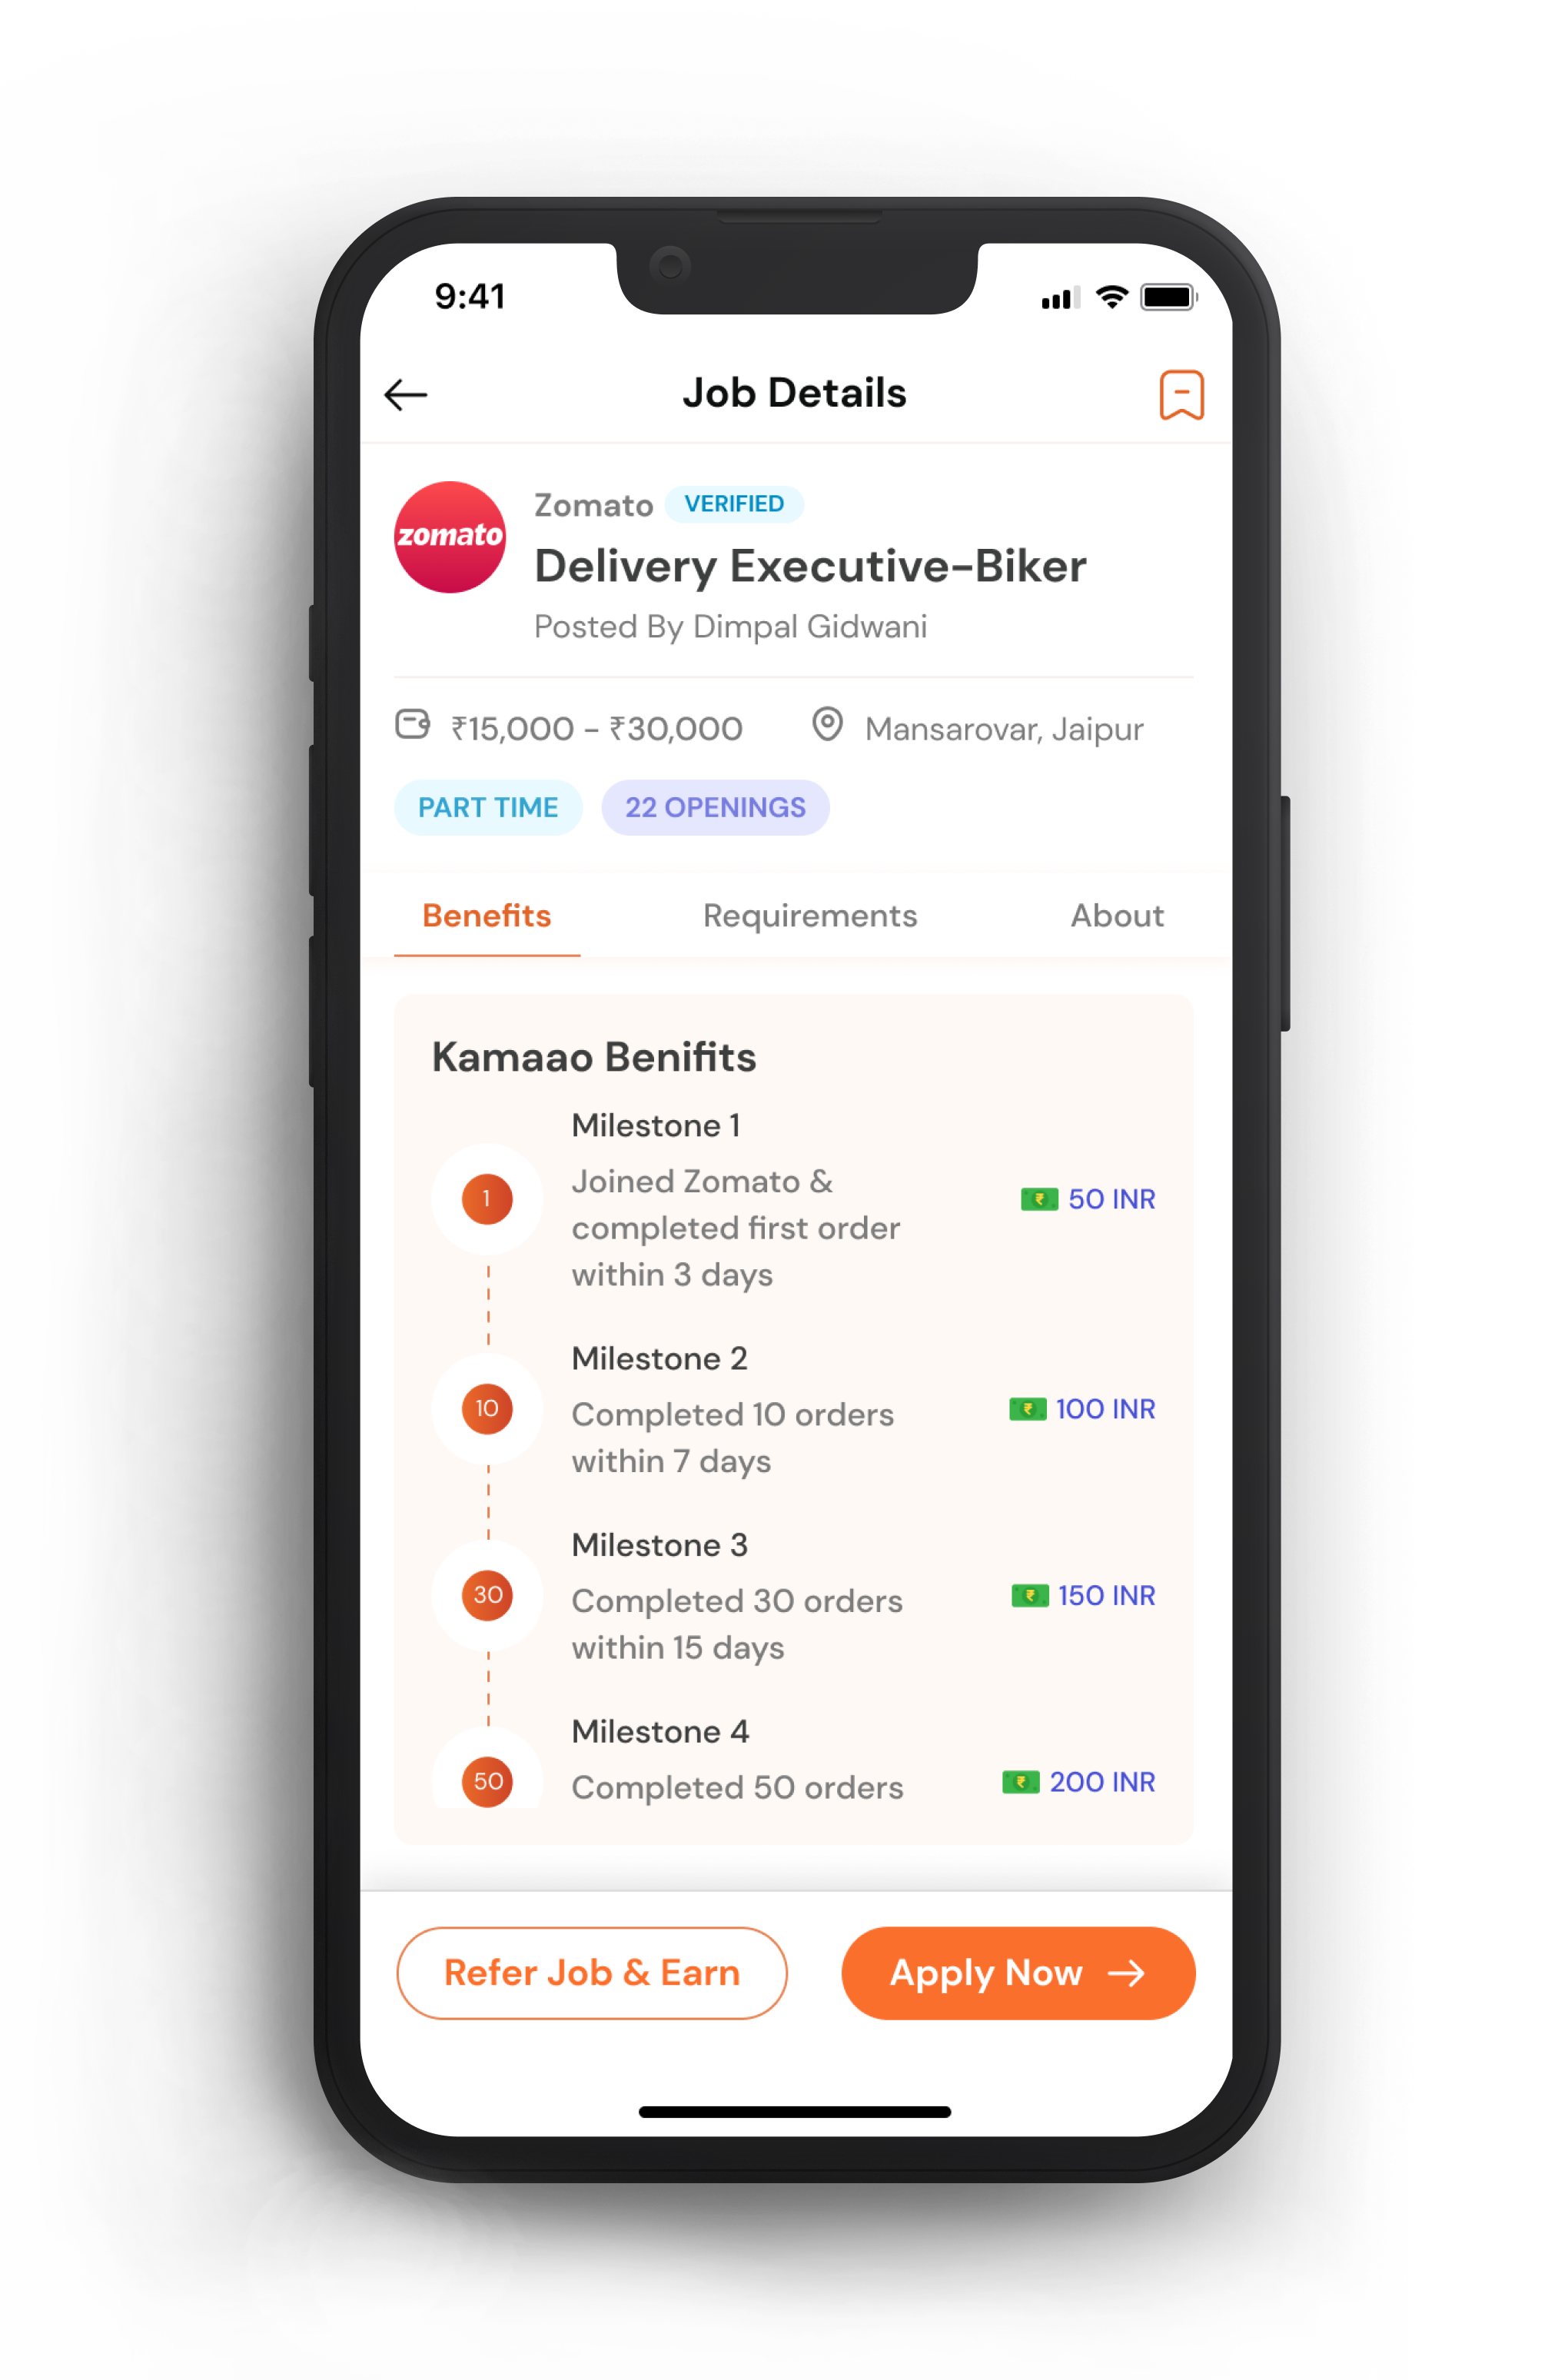 9:41
Job Details
zomato
Zomato VERIFIED
Delivery Executive-Biker
Posted By Dimpal Gidwani
₹15,000 - ₹30,000 Mansarovar, Jaipur
PART TIME 22 OPENINGS
Benefits Requirements About
Kamaao Benifits
Milestone 1
1 Joined Zomato & ₹ 50 INR
completed first order
within 3 days
Milestone 2
10 Completed 10 orders ₹ 100 INR
within 7 days
Milestone 3
30 Completed 30 orders ₹ 150 INR
within 15 days
Milestone 4
50 Completed 50 orders ₹ 200 INR
Refer Job & Earn Apply Now →